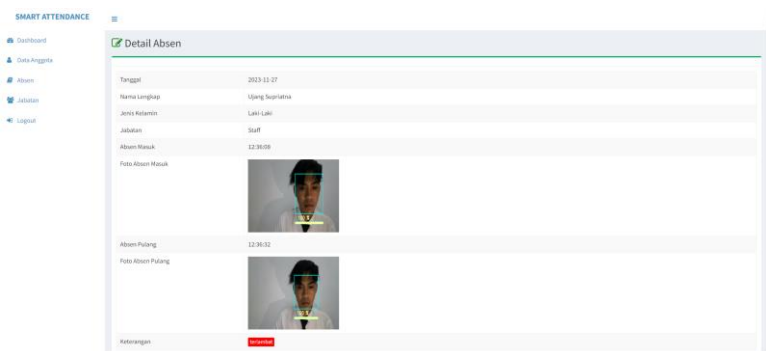 SMART ATTENDANCE
Dashboard
Data Anggota
Absen
Jabatan
Logout
Detail Absen
Tanggal 2023-11-27
Nama Lengkap Ujang Supriatna
Jenis Kelamin Laki-Laki
Jabatan Staff
Absen Masuk 12:36:08
Foto Absen Masuk
Absen Pulang 12:36:32
Foto Absen Pulang
Keterangan terlambat